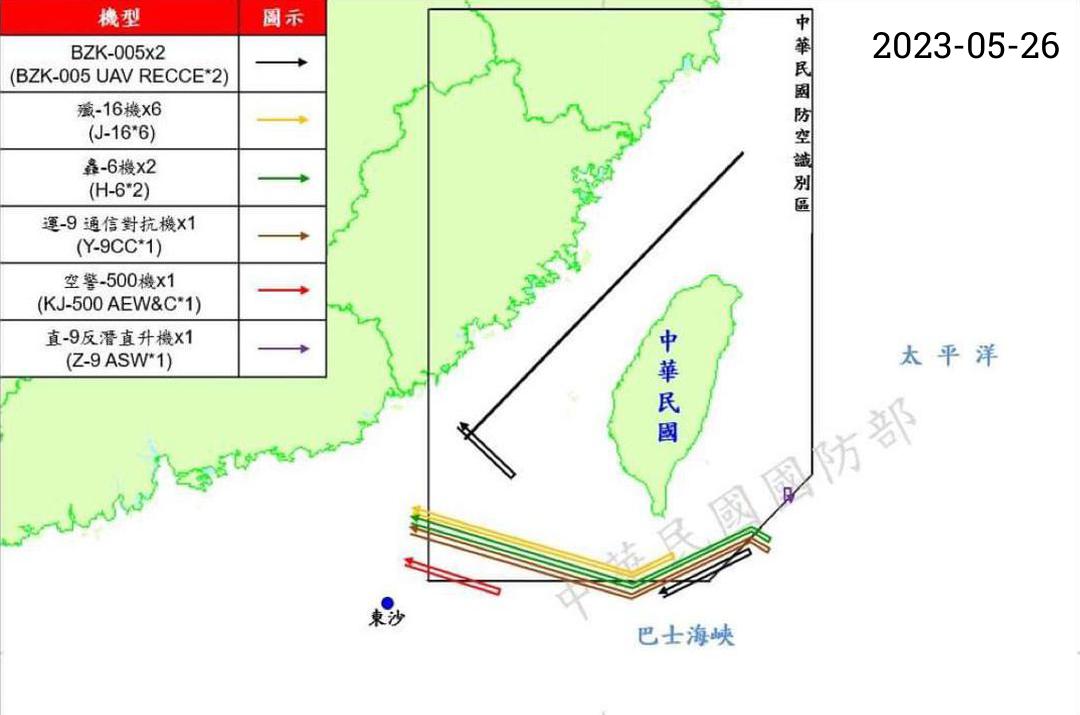 機型 圖示
BZK-005x2
(BZK-005 UAV RECCE*2)
殲-16機x6
(J-16*6)
轟-6機x2
(H-6*2)
運-9 通信對抗機x1
(Y-9CC*1)
空警-500機x1
(KJ-500 AEW&C*1)
直-9反潛直升機x1
(Z-9 ASW*1)
中華民國防空識別區
2023-05-26
中華民國
太平洋
中華民國國防部
東沙
巴士海峽